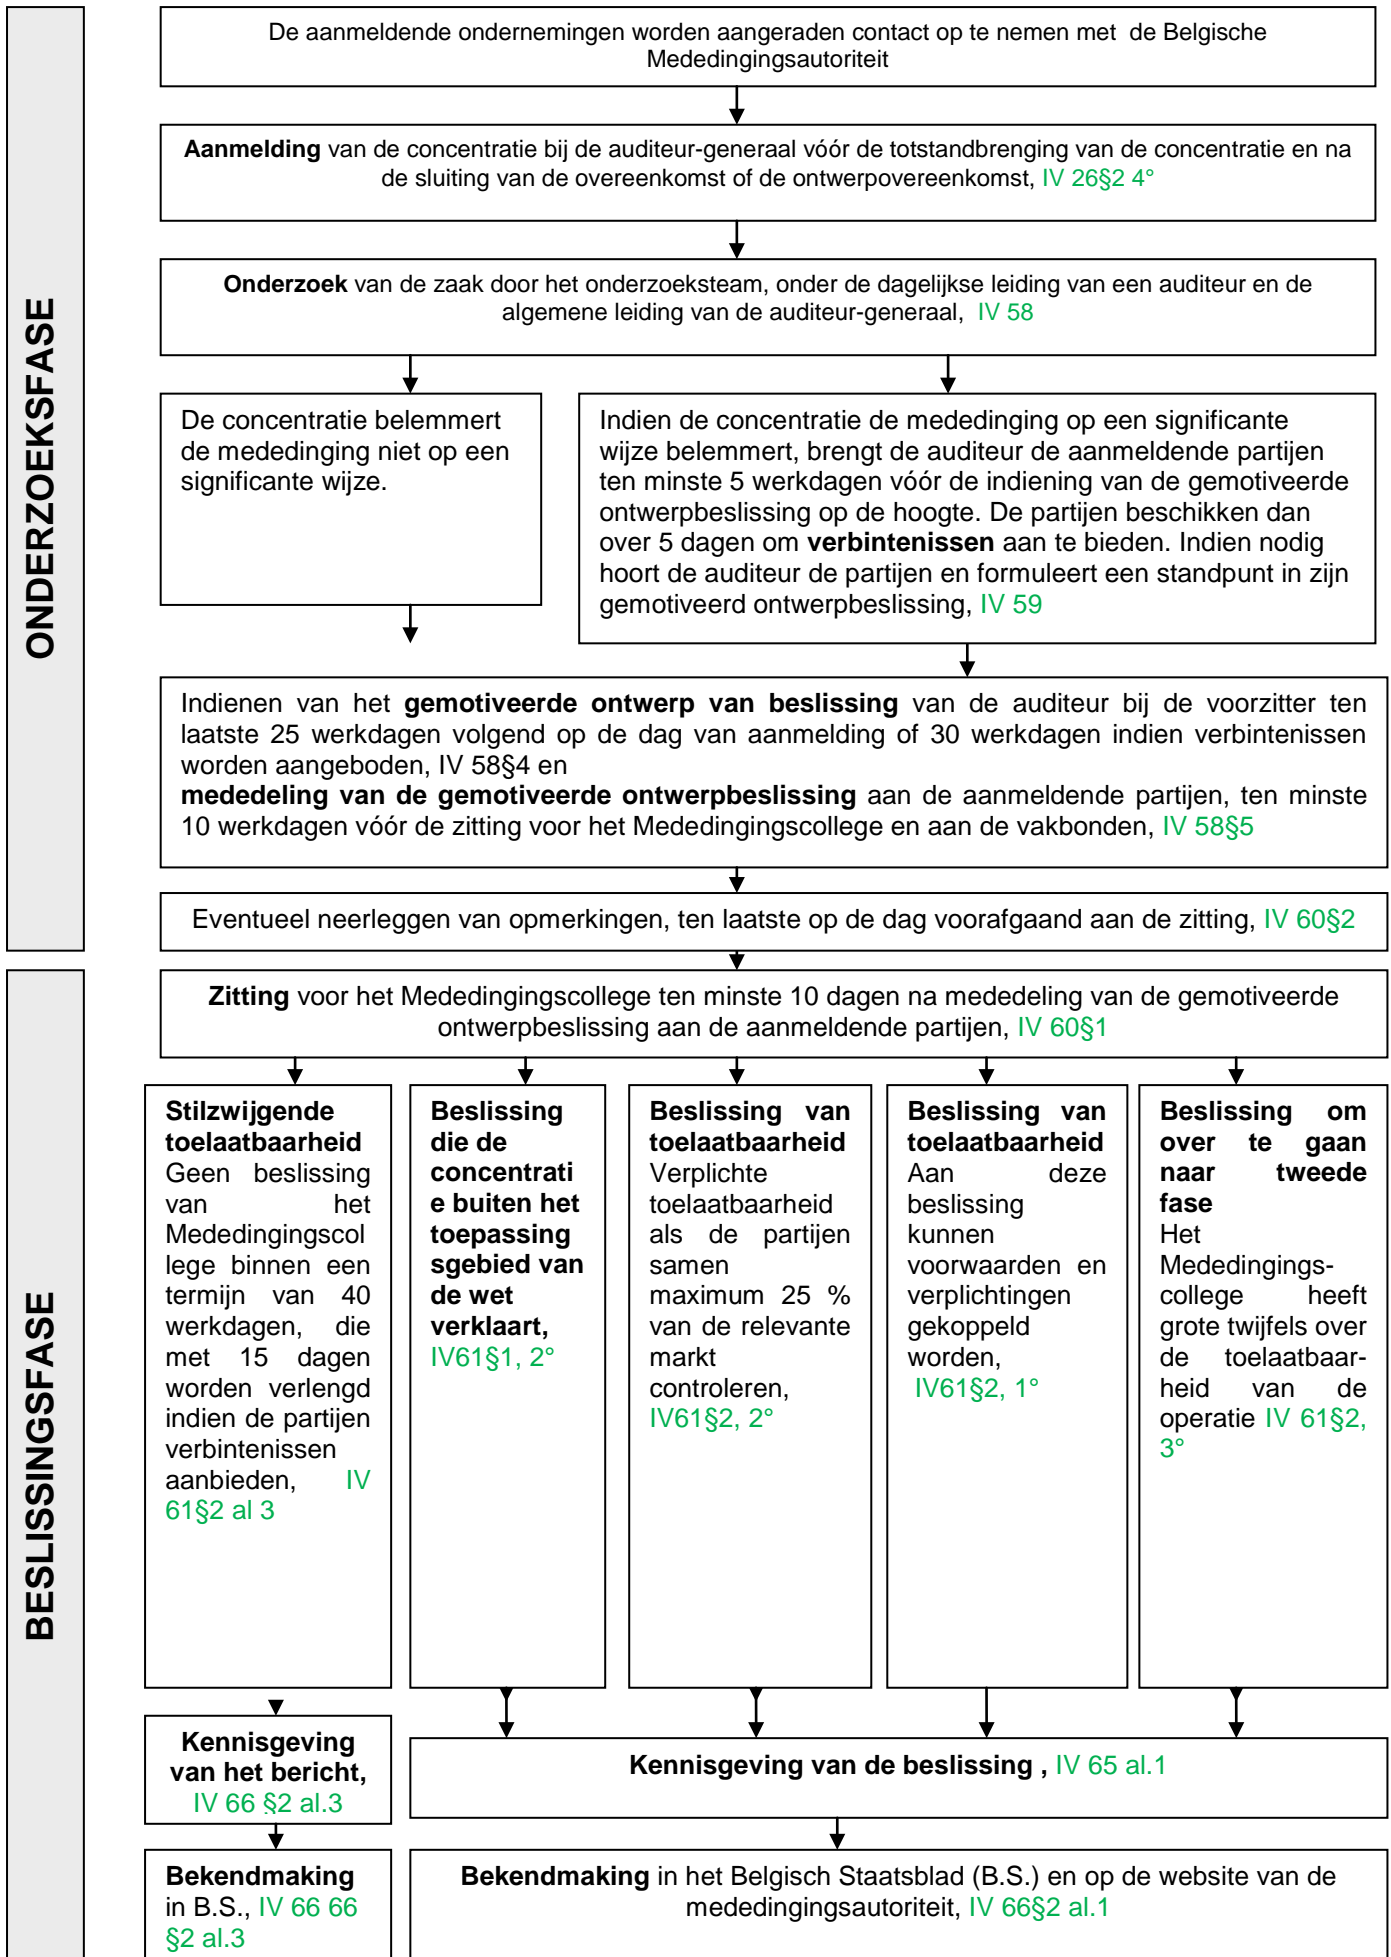 De aanmeldende ondernemingen worden aangeraden contact op te nemen met de Belgische
Mededingingsautoriteit
Aanmelding van de concentratie bij de auditeur-generaal vóór de totstandbrenging van de concentratie en na
de sluiting van de overeenkomst of de ontwerpovereenkomst, IV 26§2 4°
ONDERZOEKSFASE
Onderzoek van de zaak door het onderzoeksteam, onder de dagelijkse leiding van een auditeur en de
algemene leiding van de auditeur-generaal, IV 58
De concentratie belemmert
de mededinging niet op een
significante wijze.
Indien de concentratie de mededinging op een significante
wijze belemmert, brengt de auditeur de aanmeldende partijen
ten minste 5 werkdagen vóór de indiening van de gemotiveerde
ontwerpbeslissing op de hoogte. De partijen beschikken dan
over 5 dagen om verbintenissen aan te bieden. Indien nodig
hoort de auditeur de partijen en formuleert een standpunt in zijn
gemotiveerd ontwerpbeslissing, IV 59
Indienen van het gemotiveerde ontwerp van beslissing van de auditeur bij de voorzitter ten
laatste 25 werkdagen volgend op de dag van aanmelding of 30 werkdagen indien verbintenissen
worden aangeboden, IV 58§4 en
mededeling van de gemotiveerde ontwerpbeslissing aan de aanmeldende partijen, ten minste
10 werkdagen vóór de zitting voor het Mededingingscollege en aan de vakbonden, IV 58§5
Eventueel neerleggen van opmerkingen, ten laatste op de dag voorafgaand aan de zitting, IV 60§2
BESLISSINGSFASE
Zitting voor het Mededingingscollege ten minste 10 dagen na mededeling van de gemotiveerde
ontwerpbeslissing aan de aanmeldende partijen, IV 60§1
Stilzwijgende
toelaatbaarheid
Geen beslissing
van het
Mededingingscol
lege binnen een
termijn van 40
werkdagen, die
met 15 dagen
worden verlengd
indien de partijen
verbintenissen
aanbieden, IV
61§2 al 3
Beslissing
die de
concentrati
e buiten het
toepassing
sgebied van
de wet
verklaart,
IV61§1, 2°
Beslissing van
toelaatbaarheid
Verplichte
toelaatbaarheid
als de partijen
samen
maximum 25 %
van de relevante
markt
controleren,
IV61§2, 2°
Beslissing van
toelaatbaarheid
Aan deze
beslissing
kunnen
voorwaarden en
verplichtingen
gekoppeld
worden,
IV61§2, 1°
Beslissing om
over te gaan
naar tweede
fase
Het
Mededingings-
college heeft
grote twijfels over
de toelaatbaar-
heid van de
operatie IV 61§2,
3°
Kennisgeving
van het bericht,
IV 66 §2 al.3
Kennisgeving van de beslissing , IV 65 al.1
Bekendmaking
in B.S., IV 66 66
§2 al.3
Bekendmaking in het Belgisch Staatsblad (B.S.) en op de website van de
mededingingsautoriteit, IV 66§2 al.1